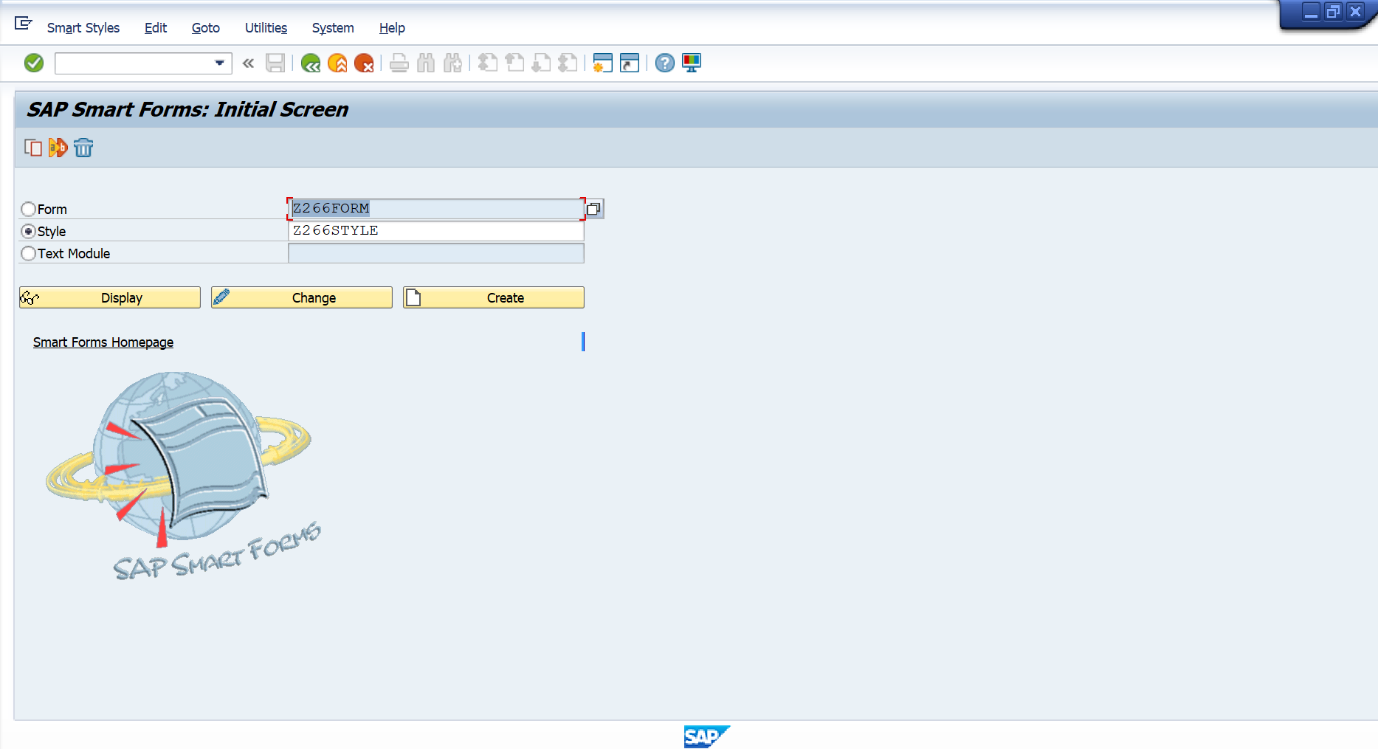 Smart Styles Edit Goto Utilities System Help
SAP Smart Forms: Initial Screen
Form Z266FORM
Style Z266STYLE
Text Module
Display Change Create
Smart Forms Homepage
SAP SMART FORMS
SAP